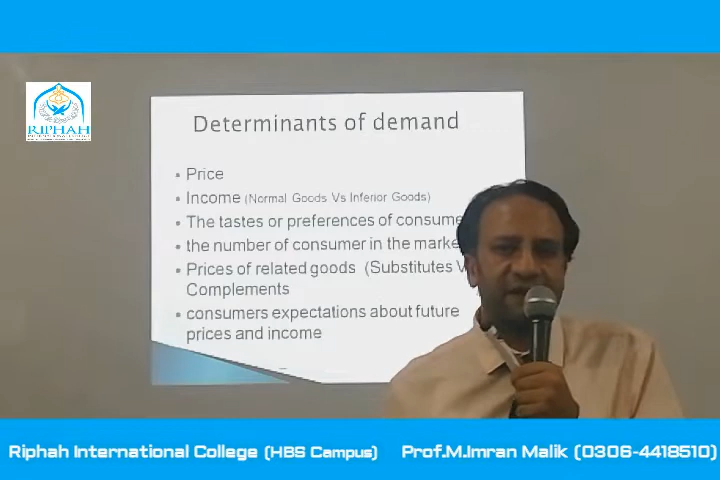 RIPHAH
Determinants of demand
Price
Income (Normal Goods Vs Inferior Goods)
The tastes or preferences of consume
the number of consumer in the marke
Prices of related goods (Substitutes V
Complements
consumers expectations about future
prices and income
Riphah International College (HBS Campus) Prof.M.Imran Malik (0306-4418510)